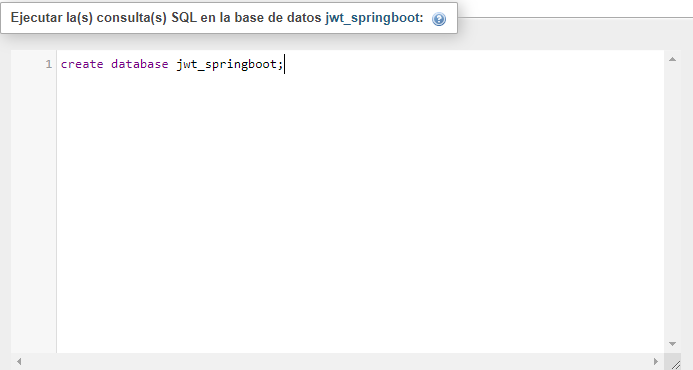 Ejecutar la(s) consulta(s) SQL en la base de datos jwt_springboot:
1 create database jwt_springboot;